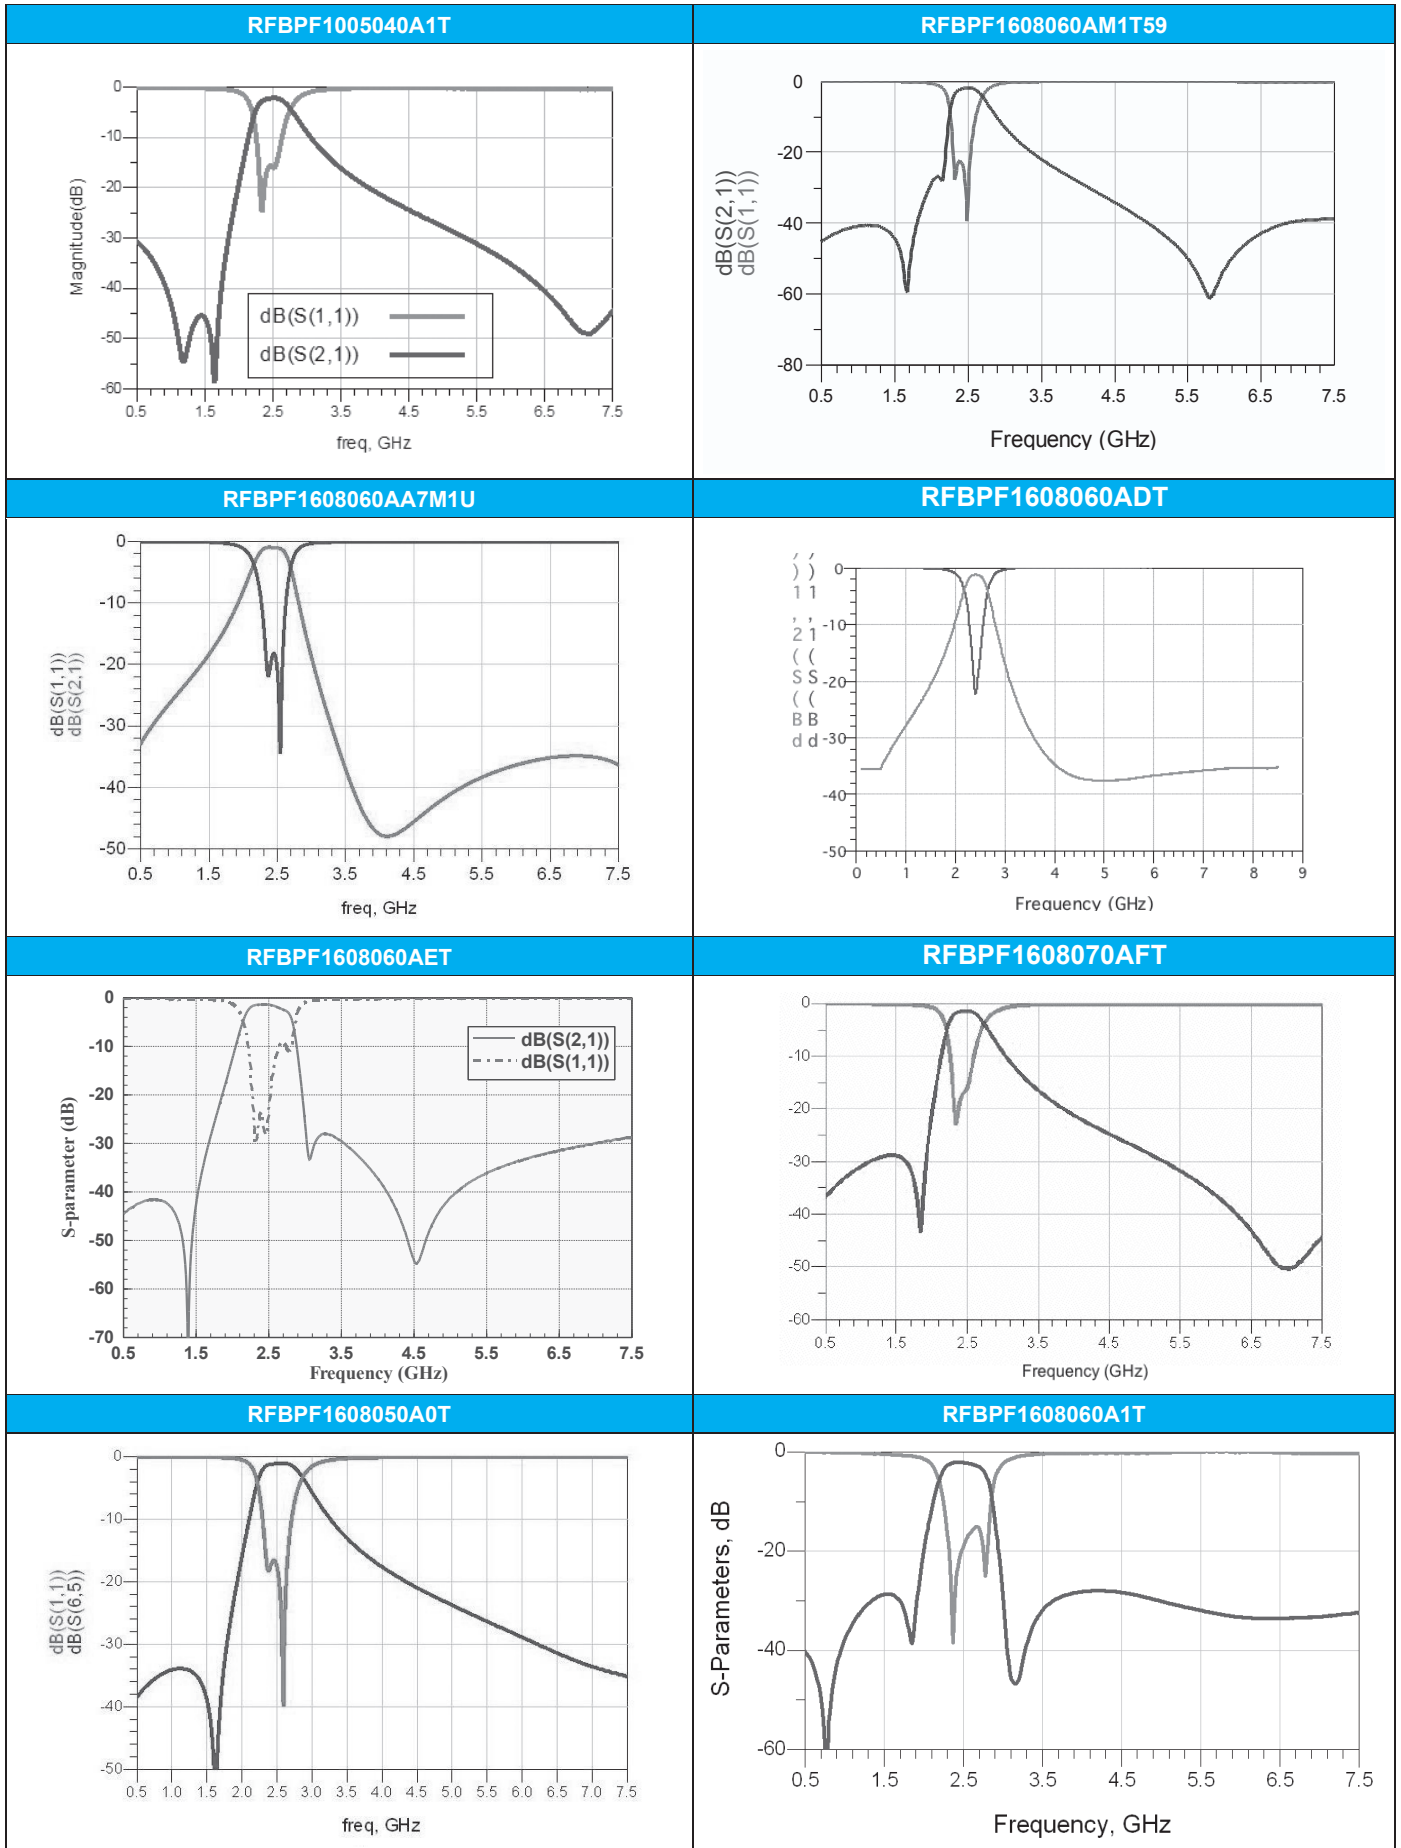 RFBPF1005040A1T
0
-10
-20
-30
-40
-50
-60
Magnitude(dB)
dB(S(1,1))
dB(S(2,1))
0.5 1.5 2.5 3.5 4.5 5.5 6.5 7.5
freq, GHz
RFBPF1608060AM1T59
0
-20
-40
-60
-80
dB(S(2,1))
dB(S(1,1))
0.5 1.5 2.5 3.5 4.5 5.5 6.5 7.5
Frequency (GHz)
RFBPF1608060AA7M1U
0
-10
-20
-30
-40
-50
dB(S(1,1))
dB(S(2,1))
0.5 1.5 2.5 3.5 4.5 5.5 6.5 7.5
freq, GHz
RFBPF1608060ADT
0
-10
-20
-30
-40
-50
dB(S(2,1))
dB(S(1,1))
0 1 2 3 4 5 6 7 8 9
Frequency (GHz)
RFBPF1608060AET
0
-10
-20
-30
-40
-50
-60
-70
S-parameter (dB)
dB(S(2,1))
dB(S(1,1))
0.5 1.5 2.5 3.5 4.5 5.5 6.5 7.5
Frequency (GHz)
RFBPF1608070AFT
0
-10
-20
-30
-40
-50
-60
0.5 1.5 2.5 3.5 4.5 5.5 6.5 7.5
Frequency (GHz)
RFBPF1608050A0T
0
-10
-20
-30
-40
-50
dB(S(1,1))
dB(S(6,5))
0.5 1.0 1.5 2.0 2.5 3.0 3.5 4.0 4.5 5.0 5.5 6.0 6.5 7.0 7.5
freq, GHz
RFBPF1608060A1T
0
-20
-40
-60
S-Parameters, dB
0.5 1.5 2.5 3.5 4.5 5.5 6.5 7.5
Frequency, GHz